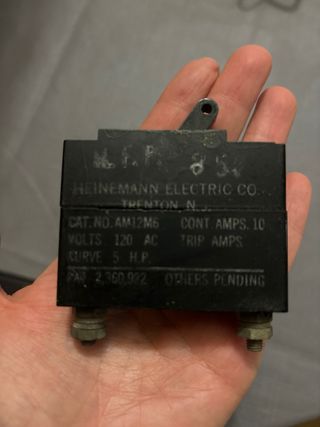 HEINEMANN ELECTRIC CO.
TRENTON, N.J.
CAT. NO. AM12M6 CONT. AMPS. 10
VOLTS 120 AC TRIP AMPS
CURVE 5 H.P.
PAT. 2,360,922 OTHERS PENDING